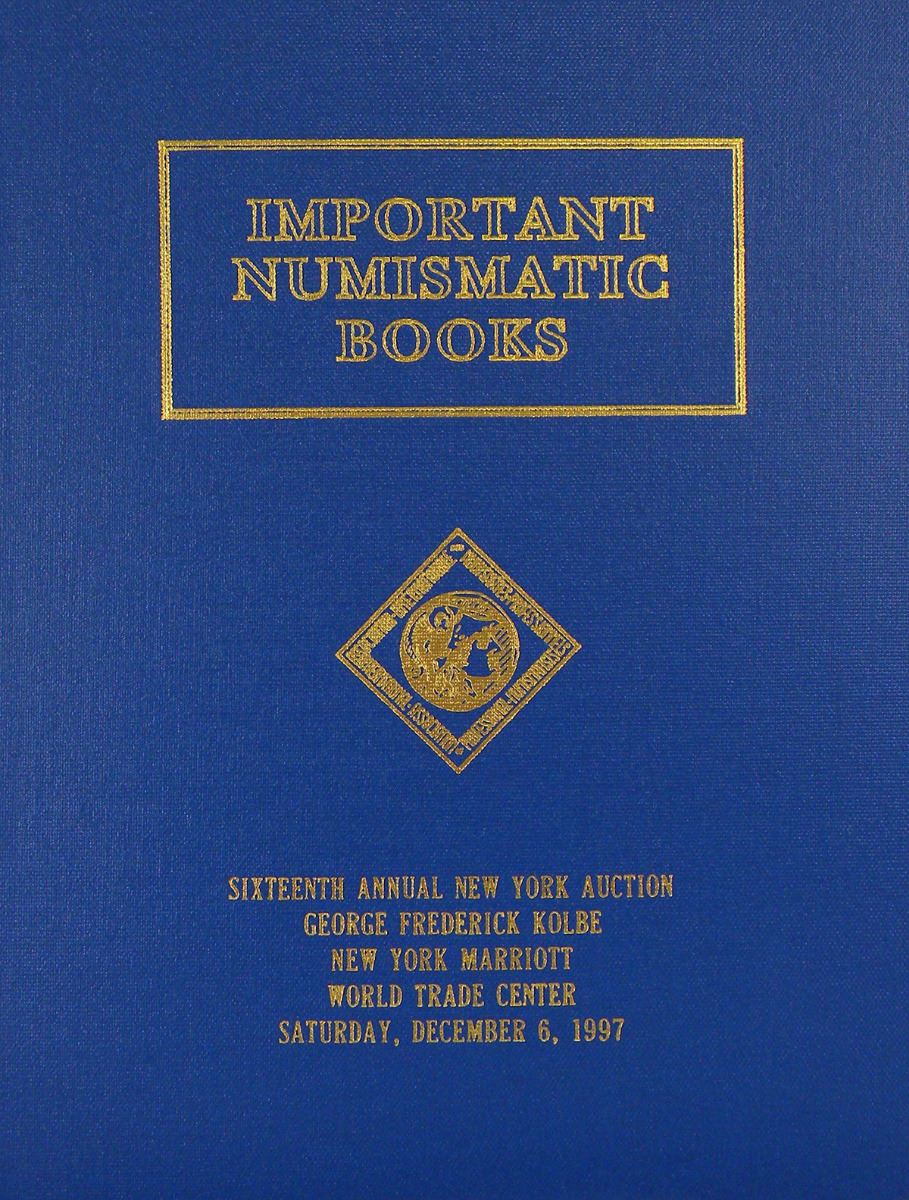 IMPORTANT
NUMISMATIC
BOOKS
SIXTEENTH ANNUAL NEW YORK AUCTION
GEORGE FREDERICK KOLBE
NEW YORK MARRIOTT
WORLD TRADE CENTER
SATURDAY, DECEMBER 6, 1997